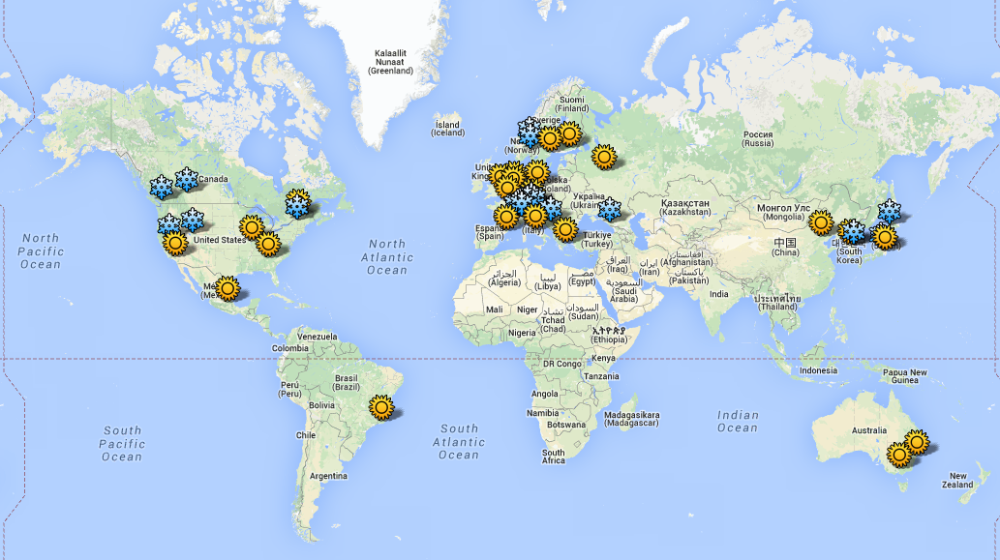 Kalaallit
Nunaat
(Greenland)
Ísland
(Iceland)
Suomi
(Finland)
Sverige
(Norway)
Россия
(Russia)
Canada
Україна
(Ukraine)
Қазақстан
(Kazakhstan)
Монгол Улс
(Mongolia)
中国
(China)
(South
Korea)
North
Pacific
Ocean
United States
North
Atlantic
Ocean
(Spain)
(Italy)
Türkiye
(Turkey)
العراق
(Iraq)
ایران
(Iran)
افغانستان
(Afghanistan)
پاکستان
(Pakistan)
الجزائر
(Algeria)
ليبيا
(Libya)
مصر
(Egypt)
السعودية
(Saudi
Arabia)
India
ประเทศไทย
(Thailand)
Mali
Niger
تشاد
(Chad)
السودان
(Sudan)
Nigeria
ኢትዮጵያ
(Ethiopia)
Venezuela
Colombia
Kenya
DR Congo
Tanzania
Indonesia
Papua New
Guinea
Perú
(Peru)
Brasil
(Brazil)
Bolivia
Angola
Namibia
Botswana
Madagasikara
(Madagascar)
South
Pacific
Ocean
Chile
South
Atlantic
Ocean
Indian
Ocean
Australia
South
Africa
Argentina
New
Zealand